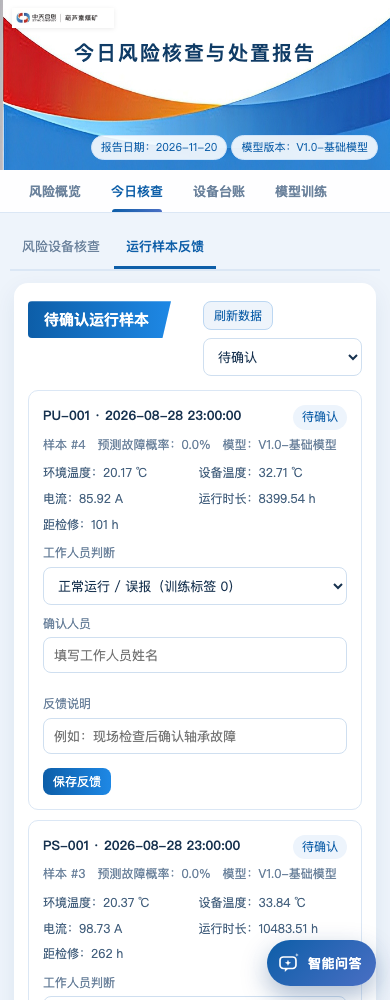 中天合创 | 葫芦素煤矿
今日风险核查与处置报告
报告日期：2026-11-20
模型版本：V1.0-基础模型
风险概览 今日核查 设备台账 模型训练
风险设备核查 运行样本反馈
待确认运行样本
刷新数据
待确认
PU-001 · 2026-08-28 23:00:00
待确认
样本 #4 预测故障概率：0.0% 模型：V1.0-基础模型
环境温度：20.17 ℃ 设备温度：32.71 ℃
电流：85.92 A 运行时长：8399.54 h
距检修：101 h
工作人员判断
正常运行 / 误报（训练标签 0）
确认人员
填写工作人员姓名
反馈说明
例如：现场检查后确认轴承故障
保存反馈
PS-001 · 2026-08-28 23:00:00
待确认
样本 #3 预测故障概率：0.0% 模型：V1.0-基础模型
环境温度：20.37 ℃ 设备温度：33.84 ℃
电流：98.73 A 运行时长：10483.51 h
距检修：262 h
智能问答
工作人员判断